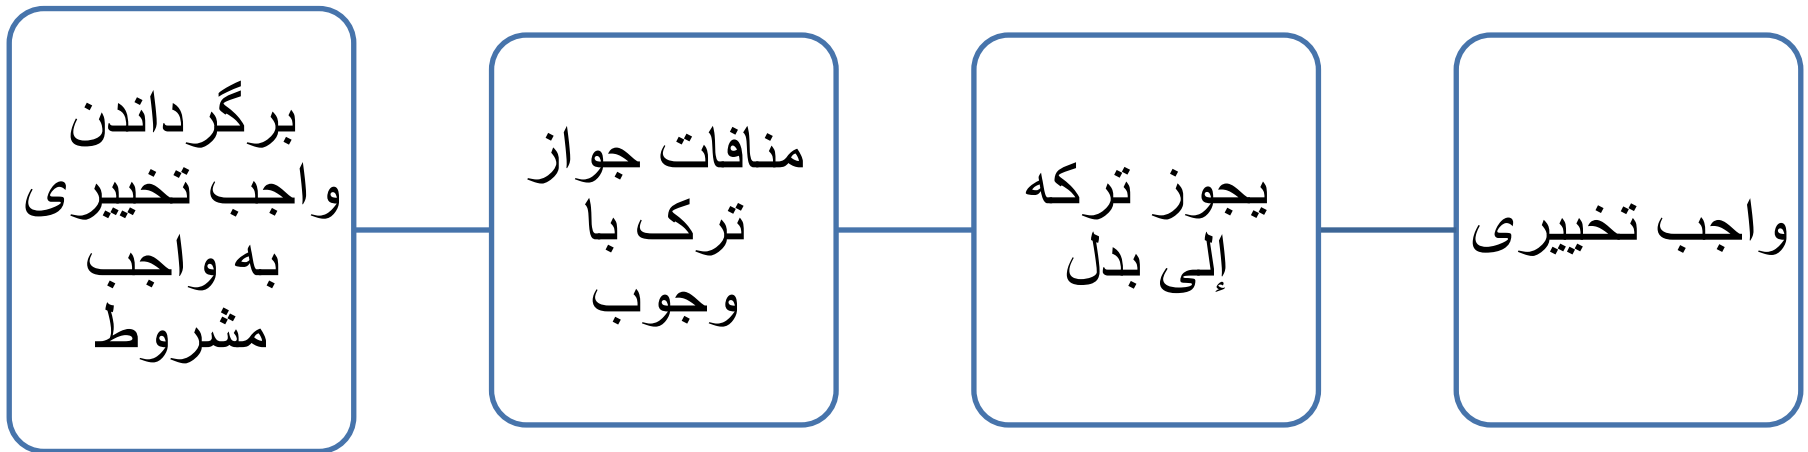 واجب تخییری
یجوز ترکه
إلی بدل
منافات جواز
ترک با
وجوب
برگرداندن
واجب تخییری
به واجب
مشروط